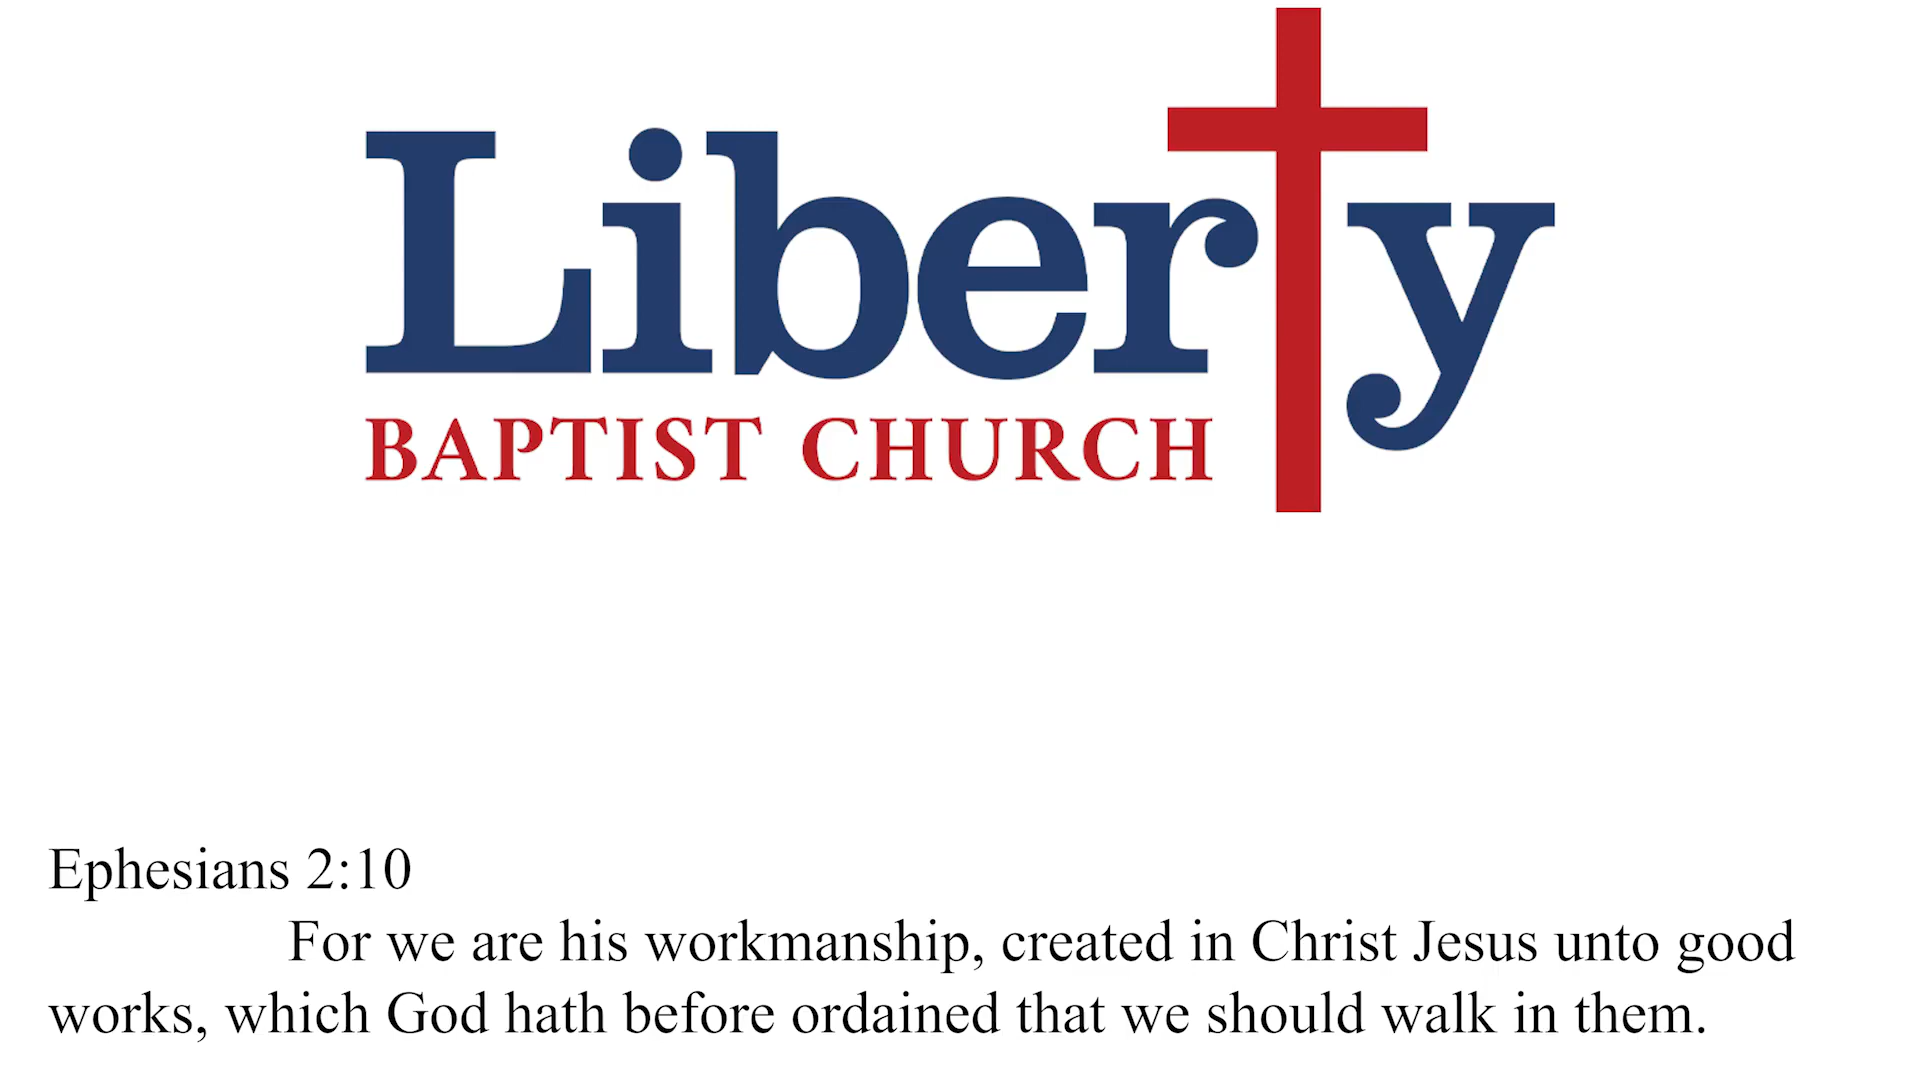 Liberty
BAPTIST CHURCH
Ephesians 2:10
For we are his workmanship, created in Christ Jesus unto good
works, which God hath before ordained that we should walk in them.